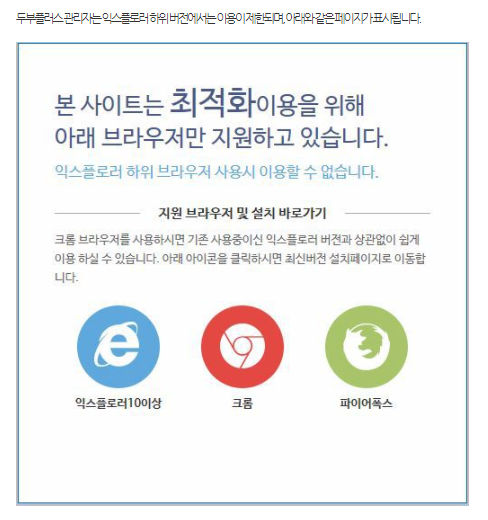 두부플러스 관리자는 익스플로러 하위 버전에서는 이용이 제한되며, 아래와 같은 페이지가 표시됩니다.
본 사이트는 최적화이용을 위해
아래 브라우저만 지원하고 있습니다.
익스플로러 하위 브라우저 사용시 이용할 수 없습니다.
지원 브라우저 및 설치 바로가기
크롬 브라우저를 사용하시면 기존 사용중이신 익스플로러 버전과 상관없이 쉽게
이용 하실 수 있습니다. 아래 아이콘을 클릭하시면 최신버전 설치페이지로 이동합
니다.
익스플로러10이상
크롬
파이어폭스